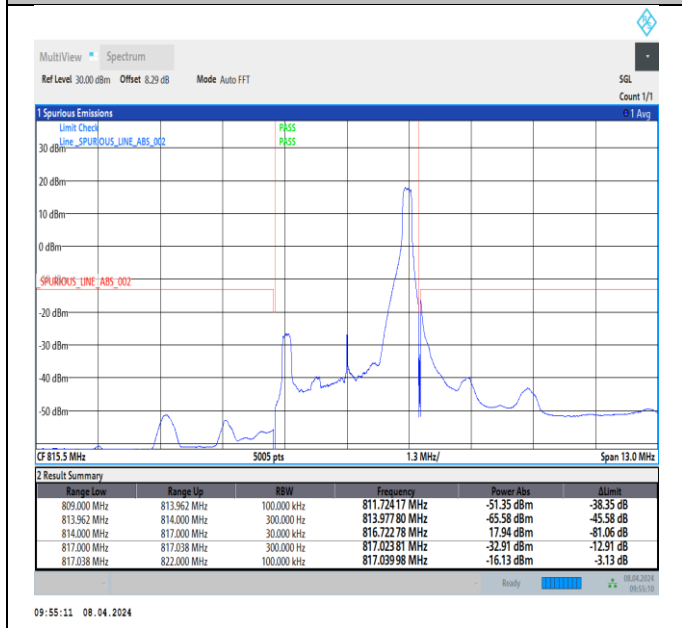 MultiView Spectrum
Ref Level 30.00 dBm Offset 8.29 dB Mode Auto FFT SGL
Count 1/1
1 Spurious Emissions 1 Avg
Limit Check PASS
Line _SPURIOUS_LINE_ABS_002 PASS
30 dBm
20 dBm
10 dBm
0 dBm
_SPURIOUS_LINE_ABS_002
-20 dBm
-30 dBm
-40 dBm
-50 dBm
CF 815.5 MHz 5005 pts 1.3 MHz/ Span 13.0 MHz
2 Result Summary
Range Low Range Up RBW Frequency Power Abs ΔLimit
809.000 MHz 813.962 MHz 100.000 kHz 811.72417 MHz -51.35 dBm -38.35 dB
813.962 MHz 814.000 MHz 300.000 Hz 813.97780 MHz -65.58 dBm -45.58 dB
814.000 MHz 817.000 MHz 30.000 kHz 816.72278 MHz 17.94 dBm -81.06 dB
817.000 MHz 817.038 MHz 300.000 Hz 817.02381 MHz -32.91 dBm -12.91 dB
817.038 MHz 822.000 MHz 100.000 kHz 817.03998 MHz -16.13 dBm -3.13 dB
Ready 08.04.2024
09:55:10
09:55:11 08.04.2024